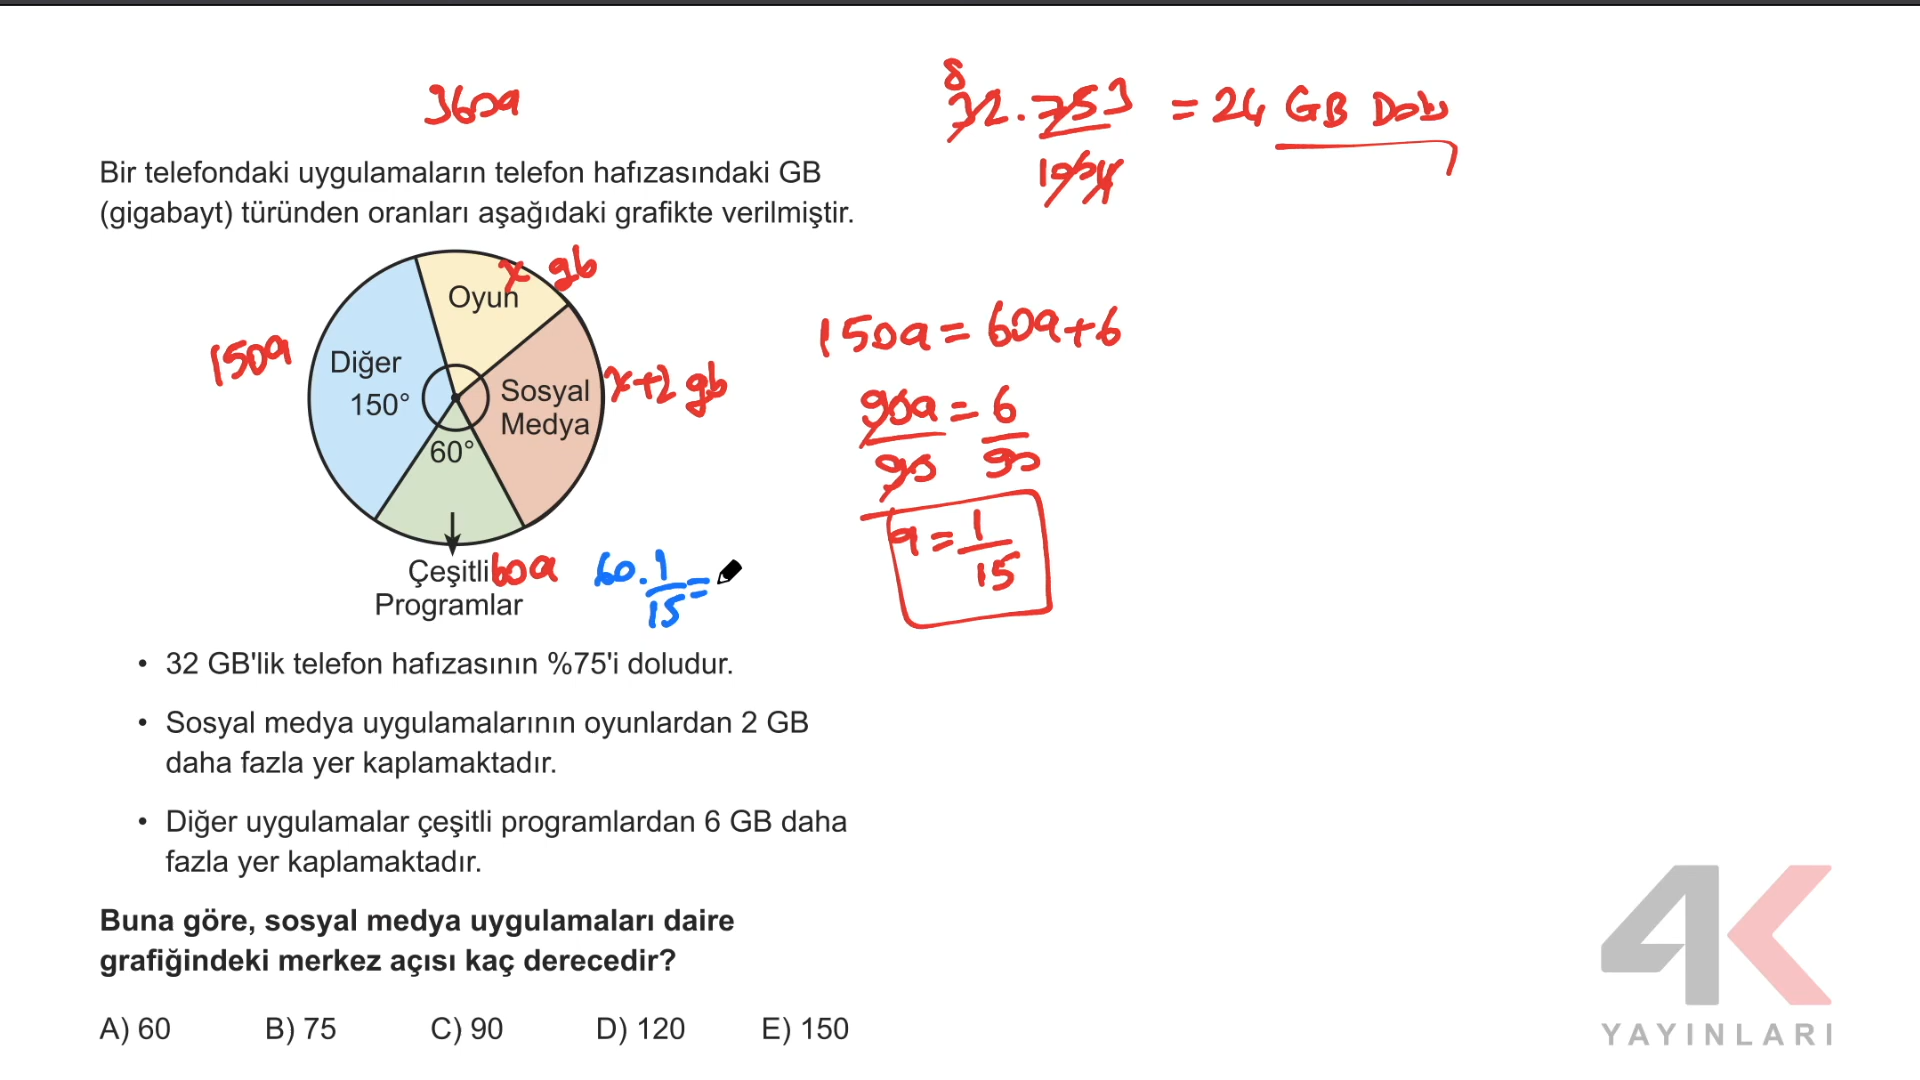 360a
8
32 . 75 3 = 24 GB Dolu
100 4
Bir telefondaki uygulamaların telefon hafızasındaki GB
(gigabayt) türünden oranları aşağıdaki grafikte verilmiştir.
x gb
Oyun
150a
Diğer
150°
Sosyal
Medya
x+2 gb
60°
Çeşitli
Programlar
60a
60 . 1/15 =
150a = 60a+6
90a/90 = 6/90
a = 1/15
• 32 GB'lik telefon hafızasının %75'i doludur.
• Sosyal medya uygulamalarının oyunlardan 2 GB
daha fazla yer kaplamaktadır.
• Diğer uygulamalar çeşitli programlardan 6 GB daha
fazla yer kaplamaktadır.
Buna göre, sosyal medya uygulamaları daire
grafiğindeki merkez açısı kaç derecedir?
A) 60 B) 75 C) 90 D) 120 E) 150
4K
YAYINLARI